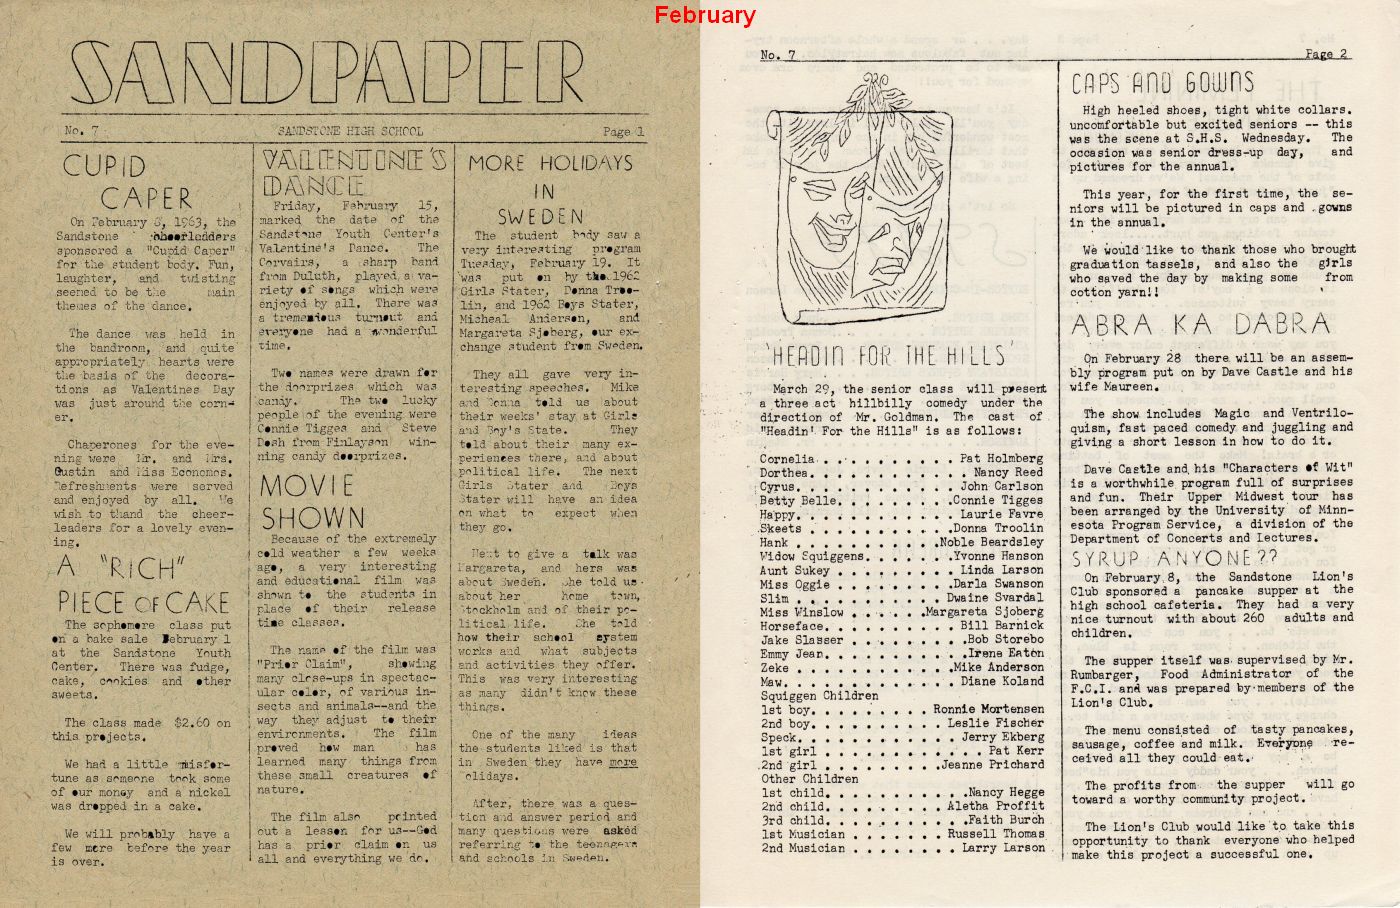 February
SANDPAPER
No. 7 SANDSTONE HIGH SCHOOL Page 1
CUPID
CAPER
On February 8, 1963, the
Sandstone cheerleaders
sponsored a "Cupid Caper"
for the student body. Fun,
laughter, and twisting
seemed to be the main
themes of the dance.
The dance was held in
the bandroom, and quite
appropriately hearts were
the basis of the decora-
tions as Valentines Day
was just around the corn-
er.
Chaperones for the eve-
ning were Mr. and Mrs.
Gustin and Miss Economos.
Refreshments were served
and enjoyed by all. We
wish to thand the cheer-
leaders for a lovely even-
ing.
A "RICH"
PIECE OF CAKE
The sophomore class put
on a bake sale February 1
at the Sandstone Youth
Center. There was fudge,
cake, cookies and other
sweets.
The class made $2.60 on
this projects.
We had a little misfor-
tune as someone took some
of our money and a nickel
was dropped in a cake.
We will probably have a
few more before the year
is over.
VALENTINE'S
DANCE
Friday, February 15,
marked the date of the
Sandstone Youth Center's
Valentine's Dance. The
Corvairs, a sharp band
from Duluth, played a va-
riety of songs which were
enjoyed by all. There was
a tremenious turnout and
everyone had a wonderful
time.
Two names were drawn for
the doorprizes which was
candy. The two lucky
people of the evening were
Connie Tigges and Steve
Dosh from Finlayson win-
ning candy doorprizes.
MOVIE
SHOWN
Because of the extremely
cold weather a few weeks
ago, a very interesting
and educational film was
shown to the students in
place of their release
time classes.
The name of the film was
"Prior Claim", showing
many close-ups in spectac-
ular color, of various in-
sects and animals--and the
way they adjust to their
environments. The film
proved how man has
learned many things from
these small creatures of
nature.
The film also pointed
out a lesson for us--God
has a prior claim on us
all and everything we do.
MORE HOLIDAYS
IN
SWEDEN
The student body saw a
very interesting program
Tuesday, February 19. It
was put on by the 1962
Girls Stater, Donna Troo-
lin, and 1962 Boys Stater,
Micheal Anderson, and
Margareta Sjoberg, our ex-
change student from Sweden.
They all gave very in-
teresting speeches. Mike
and Donna told us about
their weeks' stay at Girls
and Boy's State. They
told about their many ex-
periences there, and about
political life. The next
Girls Stater and Boys
Stater will have an idea
on what to expect when
they go.
Next to give a talk was
Margareta, and hers was
about Sweden. She told us
about her home town,
Stockholm and of their po-
litical life. She told
how their school system
works and what subjects
and activities they offer.
This was very interesting
as many didn't know these
things.
One of the many ideas
the students liked is that
in Sweden they have more
holidays.
After, there was a ques-
tion and answer period and
many questions were asked
referring to the teenagers
and schools in Sweden.
No. 7 Page 2
'HEADIN FOR THE HILLS'
March 29, the senior class will present
a three act hillbilly comedy under the
direction of Mr. Goldman. The cast of
"Headin' For the Hills" is as follows:
Cornelia . . . . . . . . . . . Pat Holmberg
Dorthea. . . . . . . . . . . . Nancy Reed
Cyrus. . . . . . . . . . . . John Carlson
Betty Belle. . . . . . . . .Connie Tigges
Happy. . . . . . . . . . . . Laurie Favre
Skeets . . . . . . . . . . .Donna Troolin
Hank . . . . . . . . . . .Noble Beardsley
Widow Squiggens. . . . . . .Yvonne Hanson
Aunt Sukey . . . . . . . . . Linda Larson
Miss Oggie . . . . . . . . .Darla Swanson
Slim . . . . . . . . . . . Dwaine Svardal
Miss Winslow . . . . . .Margareta Sjoberg
Horseface. . . . . . . . . . Bill Barnick
Jake Slasser . . . . . . . . .Bob Storebo
Emmy Jean. . . . . . . . . . .Irene Eaten
Zeke . . . . . . . . . . . .Mike Anderson
Maw. . . . . . . . . . . . . Diane Koland
Squiggen Children
1st boy. . . . . . . . . Ronnie Mortensen
2nd boy. . . . . . . . . . Leslie Fischer
Speck. . . . . . . . . . . . Jerry Ekberg
1st girl . . . . . . . . . . . . Pat Kerr
2nd girl . . . . . . . . .Jeanne Prichard
Other Children
1st child. . . . . . . . . . .Nancy Hegge
2nd child. . . . . . . . . Aletha Proffit
3rd child. . . . . . . . . . .Faith Burch
1st Musician . . . . . . . Russell Thomas
2nd Musician . . . . . . . . Larry Larson
CAPS AND GOWNS
High heeled shoes, tight white collars.
uncomfortable but excited seniors -- this
was the scene at S.H.S. Wednesday. The
occasion was senior dress-up day, and
pictures for the annual.
This year, for the first time, the se-
niors will be pictured in caps and gowns
in the annual.
We would like to thank those who brought
graduation tassels, and also the girls
who saved the day by making some from
cotton yarn!!
ABRA KA DABRA
On February 28 there will be an assem-
bly program put on by Dave Castle and his
wife Maureen.
The show includes Magic and Ventrilo-
quism, fast paced comedy and juggling and
giving a short lesson in how to do it.
Dave Castle and his "Characters of Wit"
is a worthwhile program full of surprises
and fun. Their Upper Midwest tour has
been arranged by the University of Minn-
esota Program Service, a division of the
Department of Concerts and Lectures.
SYRUP ANYONE??
On February 8, the Sandstone Lion's
Club sponsored a pancake supper at the
high school cafeteria. They had a very
nice turnout with about 260 adults and
children.
The supper itself was supervised by Mr.
Rumbarger, Food Administrator of the
F.C.I. and was prepared by members of the
Lion's Club.
The menu consisted of tasty pancakes,
sausage, coffee and milk. Everyone re-
ceived all they could eat.
The profits from the supper will go
toward a worthy community project.
The Lion's Club would like to take this
opportunity to thank everyone who helped
make this project a successful one.